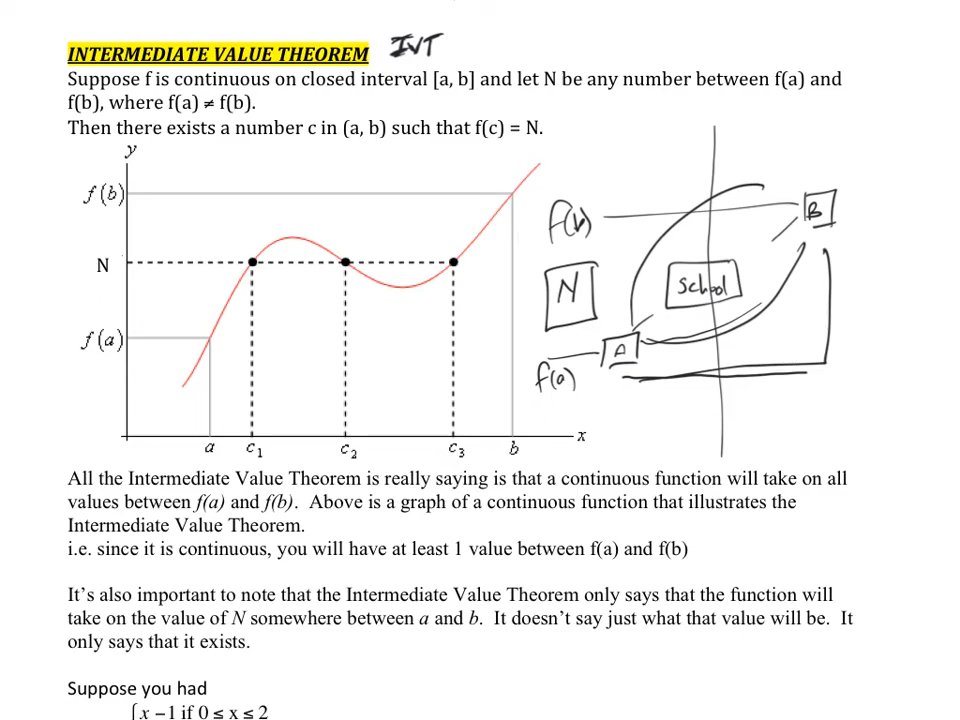 INTERMEDIATE VALUE THEOREM IVT
Suppose f is continuous on closed interval [a, b] and let N be any number between f(a) and
f(b), where f(a) ≠ f(b).
Then there exists a number c in (a, b) such that f(c) = N.
y
f (b)
N
f (a)
a c₁ c₂ c₃ b x
f(b) B
N School
f(a) A
All the Intermediate Value Theorem is really saying is that a continuous function will take on all
values between f(a) and f(b). Above is a graph of a continuous function that illustrates the
Intermediate Value Theorem.
i.e. since it is continuous, you will have at least 1 value between f(a) and f(b)
It's also important to note that the Intermediate Value Theorem only says that the function will
take on the value of N somewhere between a and b. It doesn't say just what that value will be. It
only says that it exists.
Suppose you had
x – 1 if 0 ≤ x ≤ 2